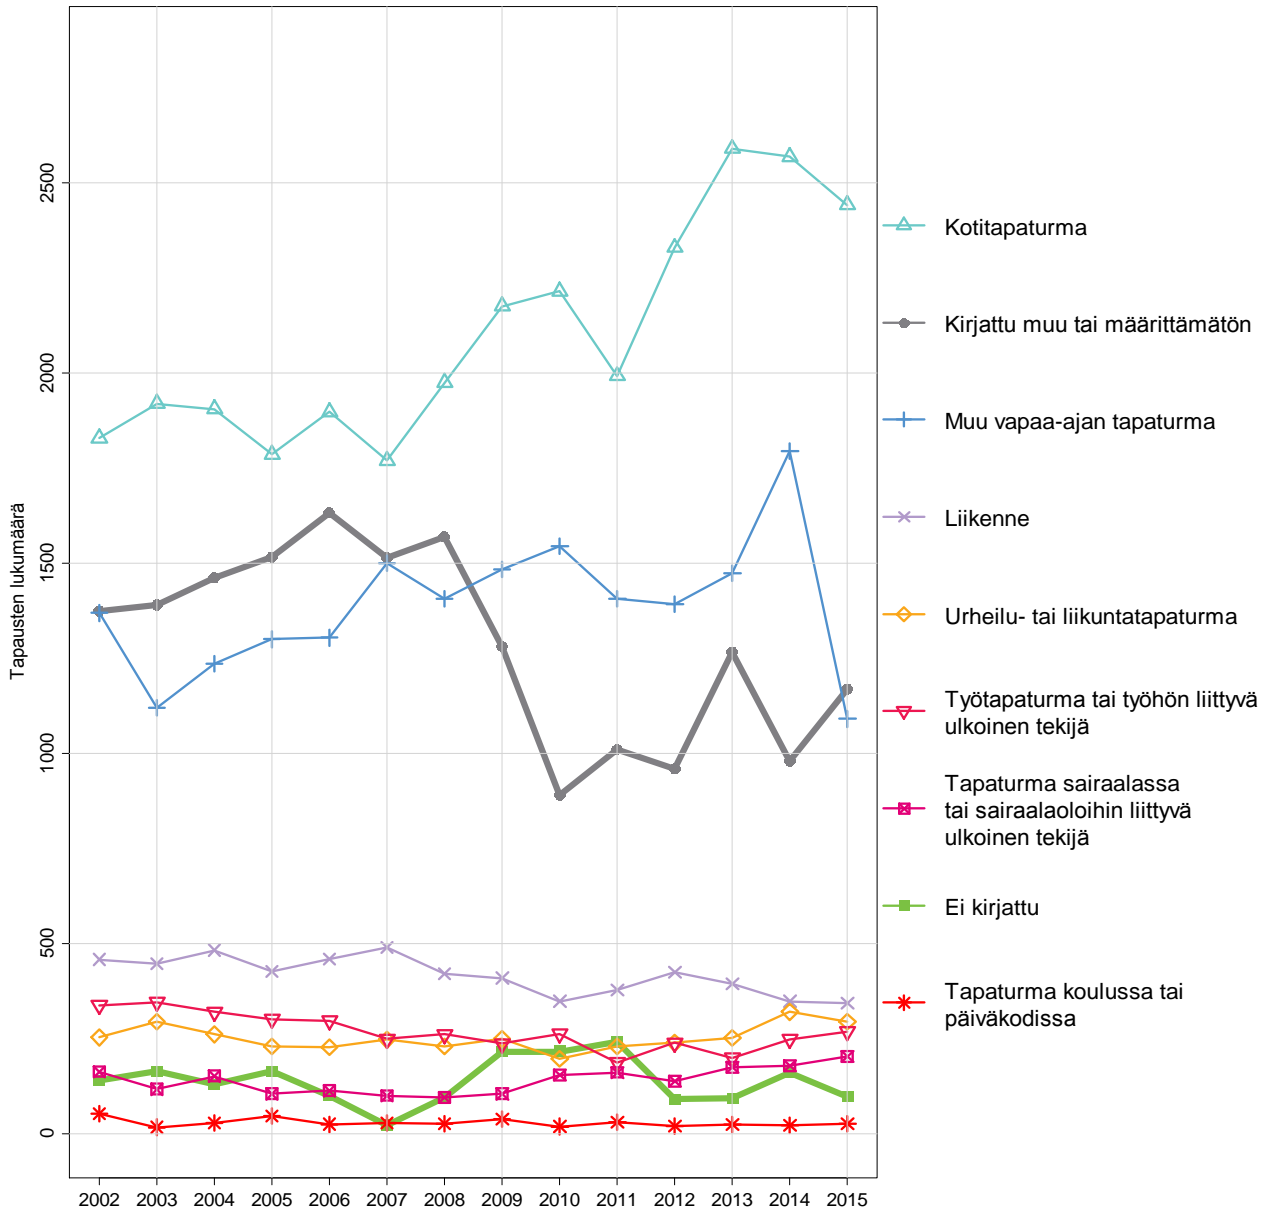 Tapausten lukumäärä
2500
2000
1500
1000
500
0
2002 2003 2004 2005 2006 2007 2008 2009 2010 2011 2012 2013 2014 2015
Kotitapaturma
Kirjattu muu tai määrittämätön
Muu vapaa-ajan tapaturma
Liikenne
Urheilu- tai liikuntatapaturma
Työtapaturma tai työhön liittyvä
ulkoinen tekijä
Tapaturma sairaalassa
tai sairaalaoloihin liittyvä
ulkoinen tekijä
Ei kirjattu
Tapaturma koulussa tai
päiväkodissa